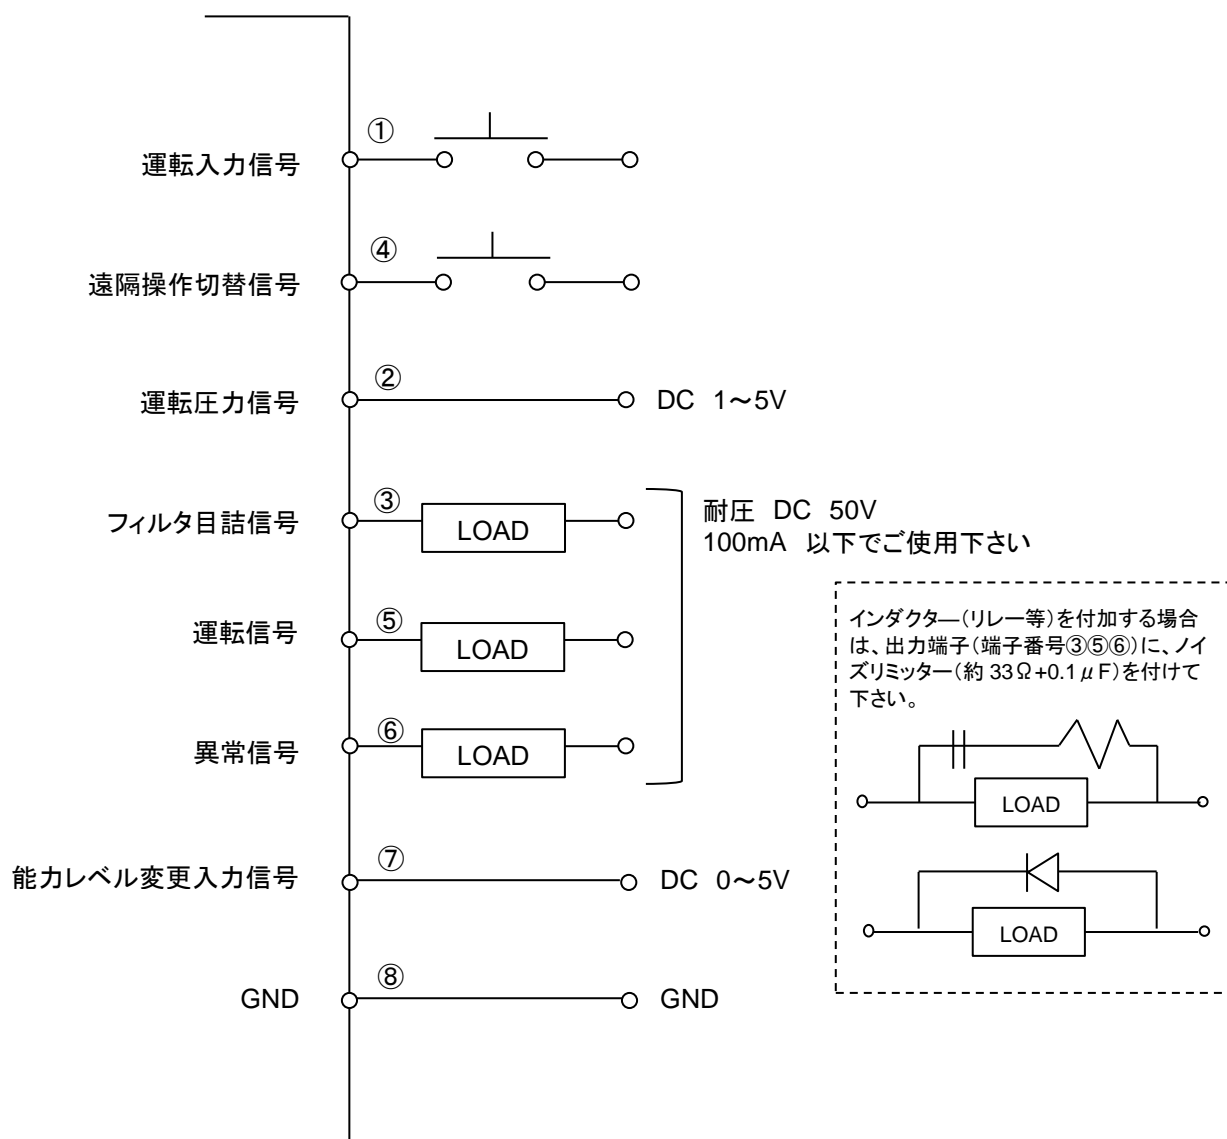 ①
運転入力信号
④
遠隔操作切替信号
②
運転圧力信号
DC 1～5V
③
フィルタ目詰信号
LOAD
耐圧 DC 50V
100mA 以下でご使用下さい
⑤
運転信号
LOAD
⑥
異常信号
LOAD
インダクタ―（リレー等）を付加する場合
は、出力端子（端子番号③⑤⑥）に、ノイ
ズリミッター（約 33Ω+0.1μF）を付けて
下さい。
LOAD
LOAD
⑦
能力レベル変更入力信号
DC 0～5V
⑧
GND
GND